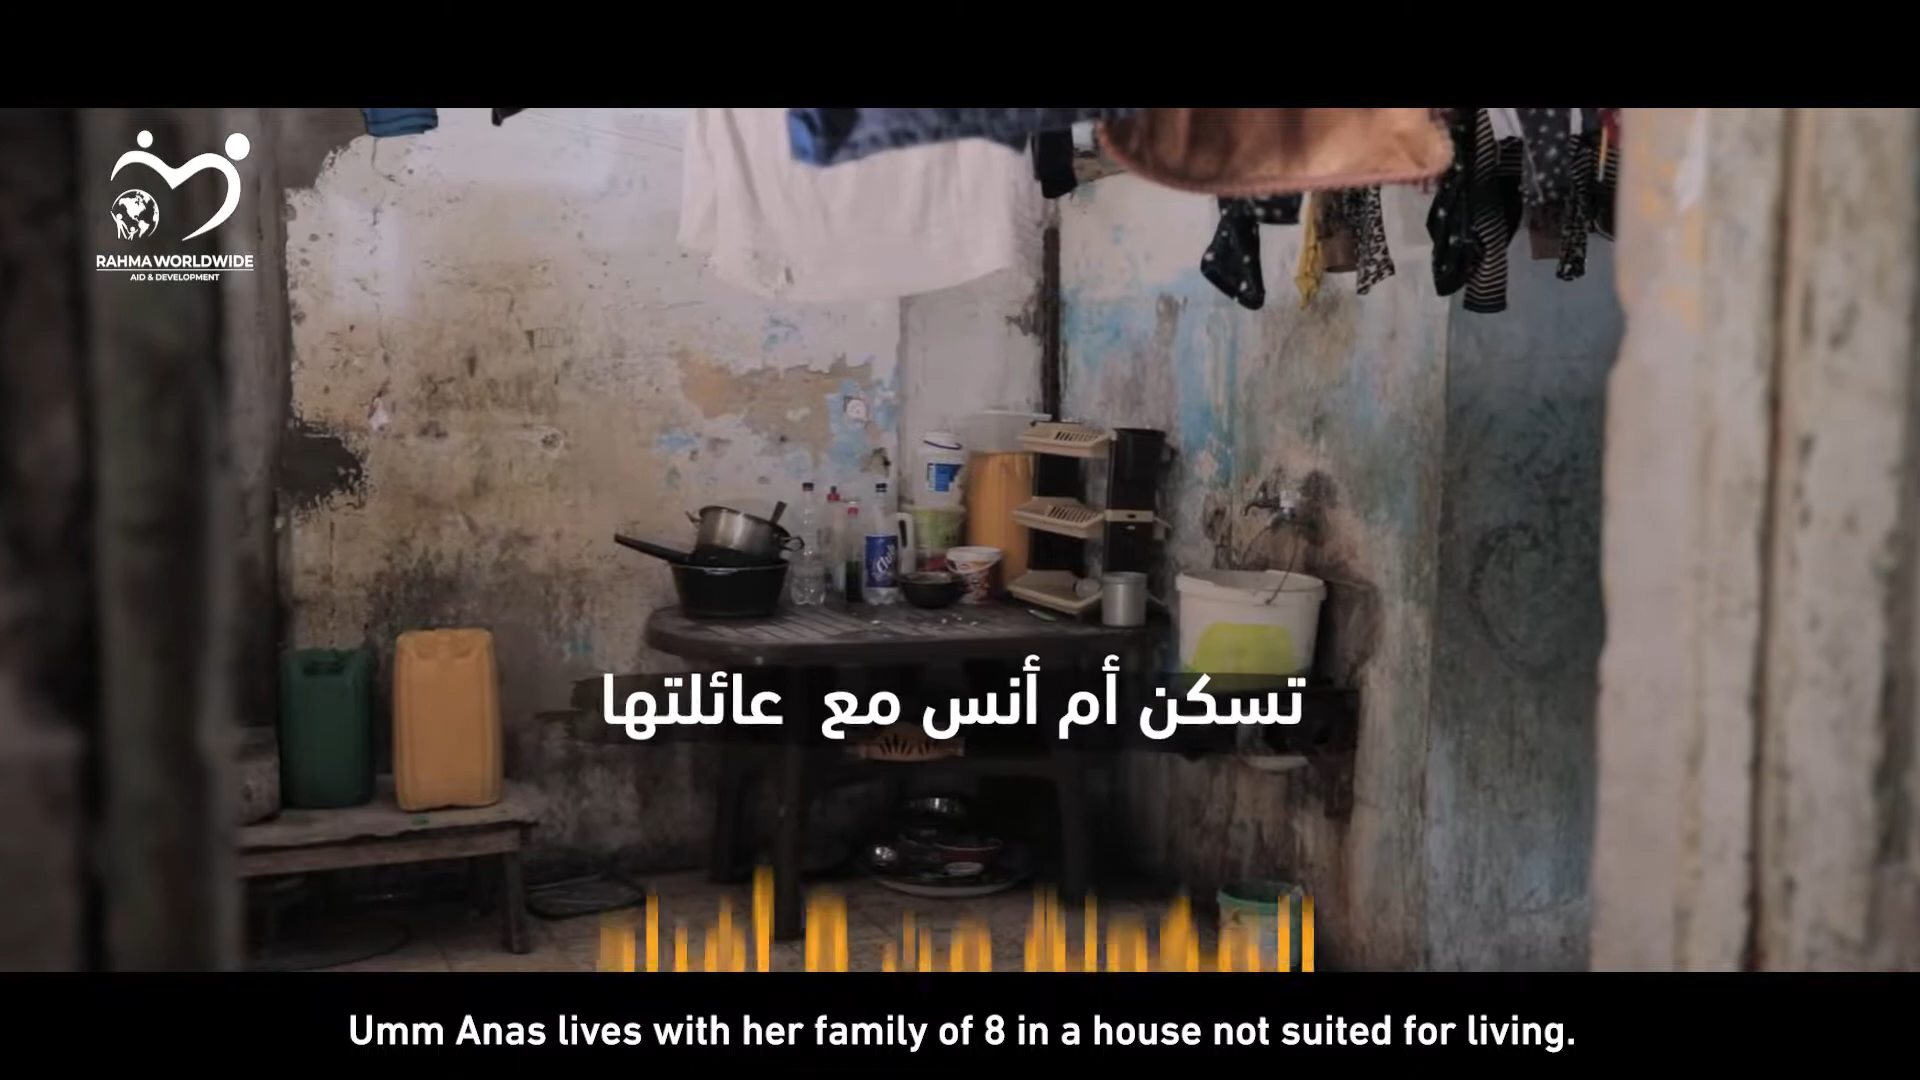 RAHMA WORLDWIDE
AID & DEVELOPMENT
تسكن أم أنس مع عائلتها
Umm Anas lives with her family of 8 in a house not suited for living.